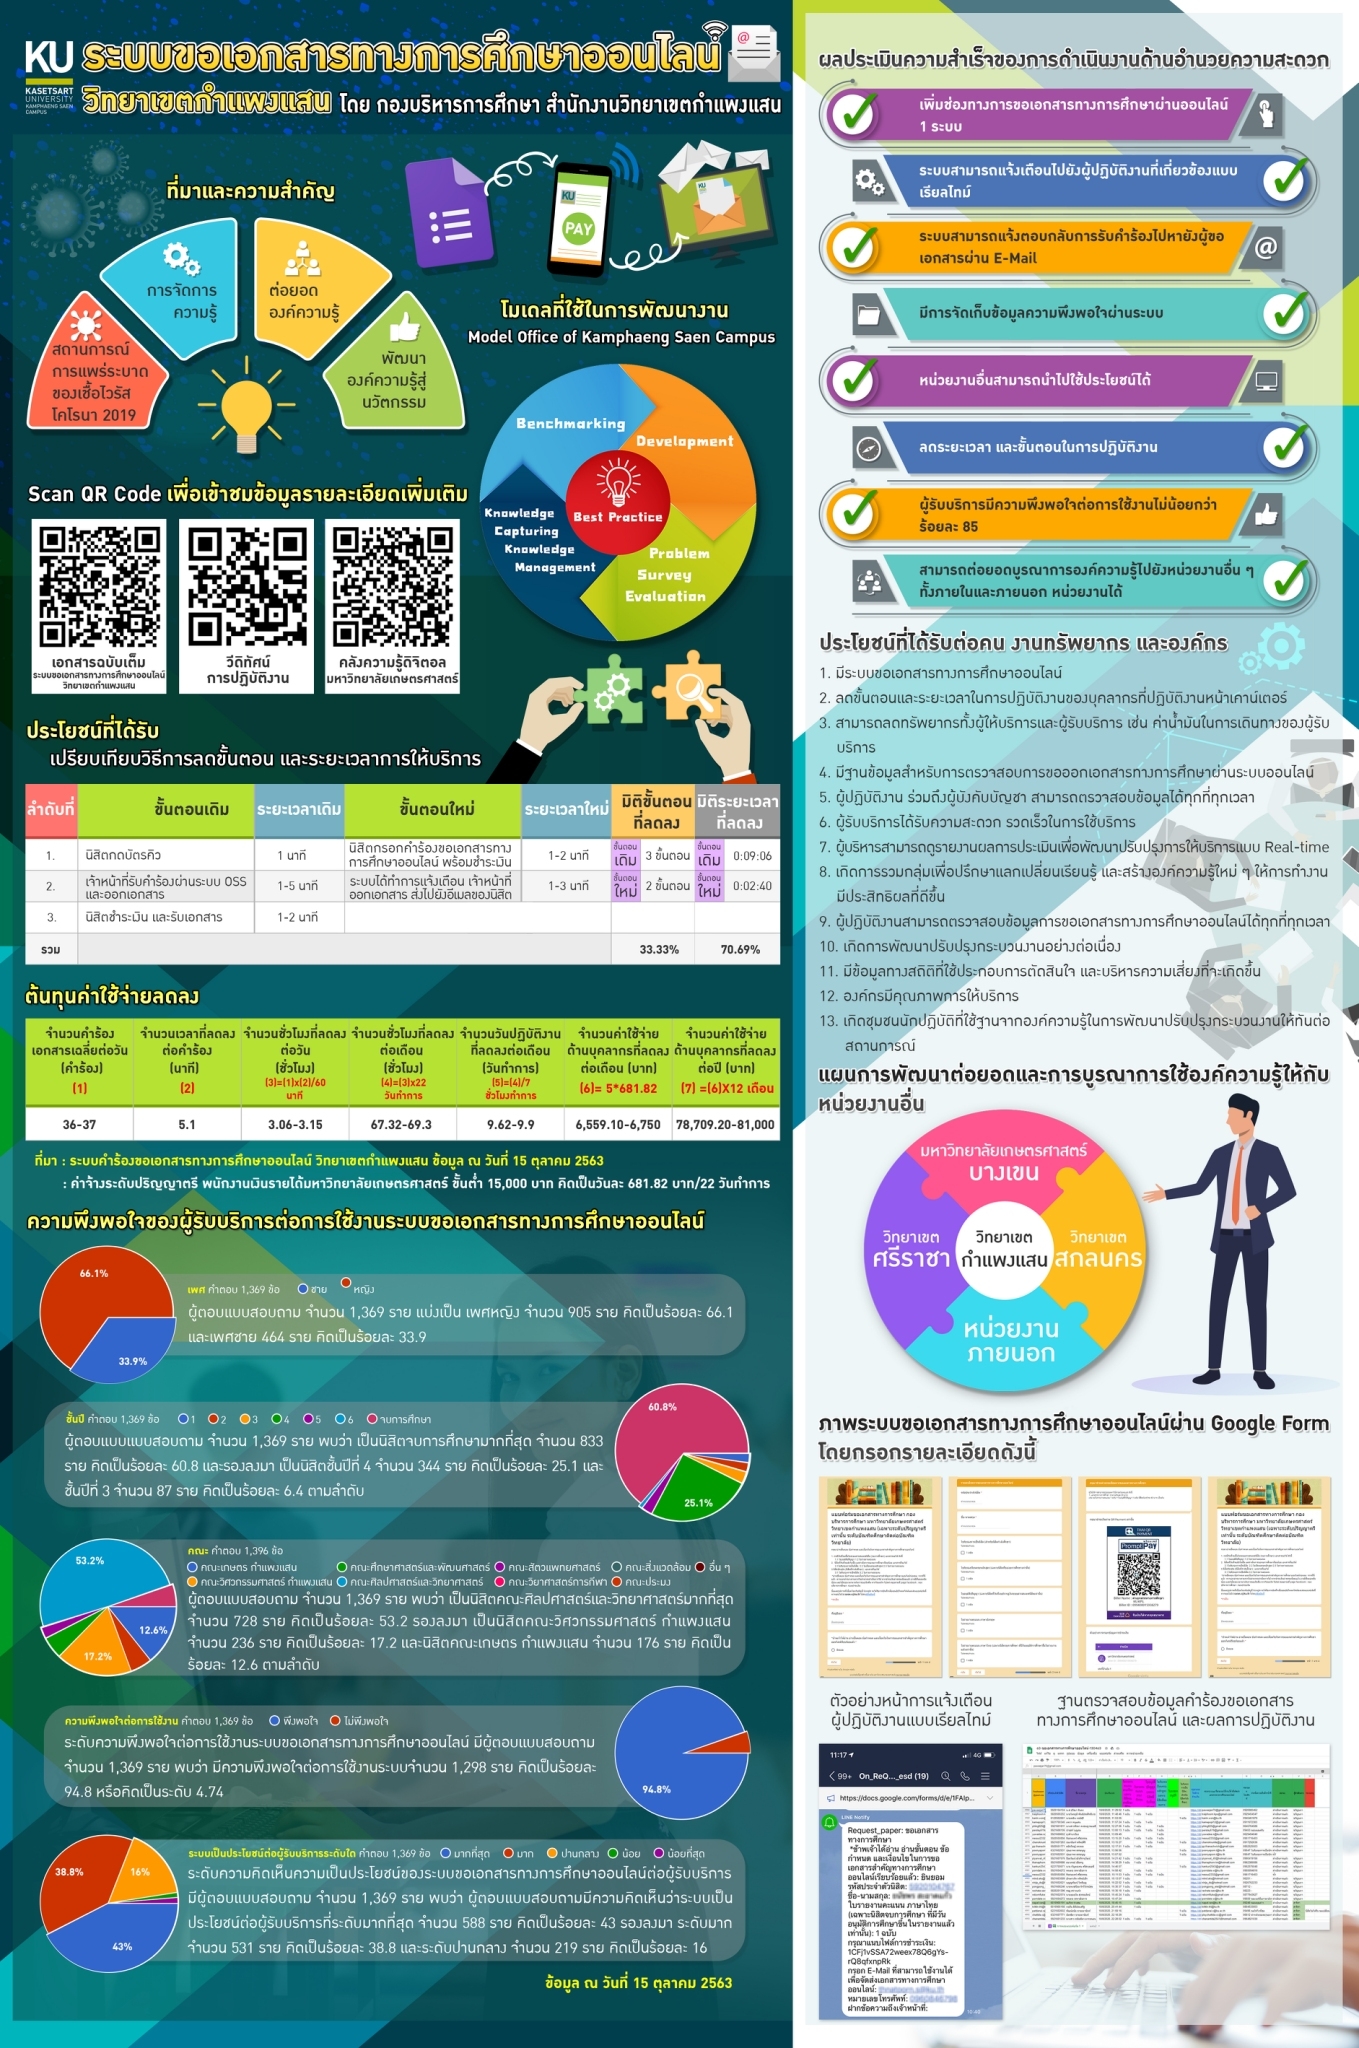 KU
KASETSART
UNIVERSITY
KAMPHAENG SAEN
CAMPUS
ระบบขอเอกสารทางการศึกษาออนไลน์
วิทยาเขตกำแพงแสน โดย กองบริหารการศึกษา สำนักงานวิทยาเขตกำแพงแสน
@
ที่มาและความสำคัญ
สถานการณ์
การแพร่ระบาด
ของเชื้อไวรัส
โคโรนา 2019
การจัดการ
ความรู้
ต่อยอด
องค์ความรู้
พัฒนา
องค์ความรู้สู่
นวัตกรรม
KU
PAY
โมเดลที่ใช้ในการพัฒนางาน
Model Office of Kamphaeng Saen Campus
Benchmarking
Development
Best Practice
Knowledge
Capturing
Knowledge
Management
Problem
Survey
Evaluation
Scan QR Code เพื่อเข้าชมข้อมูลรายละเอียดเพิ่มเติม
เอกสารฉบับเต็ม
ระบบขอเอกสารทางการศึกษาออนไลน์
วิทยาเขตกำแพงแสน
วีดิทัศน์
การปฏิบัติงาน
คลังความรู้ดิจิตอล
มหาวิทยาลัยเกษตรศาสตร์
ประโยชน์ที่ได้รับ
เปรียบเทียบวิธีการลดขั้นตอน และระยะเวลาการให้บริการ
ลำดับที่ ขั้นตอนเดิม ระยะเวลาเดิม ขั้นตอนใหม่ ระยะเวลาใหม่ มิติขั้นตอนที่ลดลง มิติระยะเวลาที่ลดลง
1. นิสิตกดบัตรคิว 1 นาที นิสิตกรอกคำร้องขอเอกสารทางการศึกษาออนไลน์ พร้อมชำระเงิน 1-2 นาที ขั้นตอนเดิม 3 ขั้นตอน ขั้นตอนเดิม 0:09:06
2. เจ้าหน้าที่รับคำร้องผ่านระบบ OSS และออกเอกสาร 1-5 นาที ระบบได้ทำการแจ้งเตือน เจ้าหน้าที่ออกเอกสาร ส่งไปยังอีเมลของนิสิต 1-3 นาที ขั้นตอนใหม่ 2 ขั้นตอน ขั้นตอนใหม่ 0:02:40
3. นิสิตชำระเงิน และรับเอกสาร 1-2 นาที
รวม 33.33% 70.69%
ต้นทุนค่าใช้จ่ายลดลง
จำนวนคำร้องเอกสารเฉลี่ยต่อวัน (คำร้อง) (1)
จำนวนเวลาที่ลดลงต่อคำร้อง (นาที) (2)
จำนวนชั่วโมงที่ลดลงต่อวัน (ชั่วโมง) (3)=(1)x(2)/60 นาที
จำนวนชั่วโมงที่ลดลงต่อเดือน (ชั่วโมง) (4)=(3)x22 วันทำการ
จำนวนวันปฏิบัติงานที่ลดลงต่อเดือน (วันทำการ) (5)=(4)/7 ชั่วโมงทำการ
จำนวนค่าใช้จ่ายด้านบุคลากรที่ลดลงต่อเดือน (บาท) (6)= 5*681.82
จำนวนค่าใช้จ่ายด้านบุคลากรที่ลดลงต่อปี (บาท) (7) =(6)X12 เดือน
36-37 5.1 3.06-3.15 67.32-69.3 9.62-9.9 6,559.10-6,750 78,709.20-81,000
ที่มา : ระบบคำร้องขอเอกสารทางการศึกษาออนไลน์ วิทยาเขตกำแพงแสน ข้อมูล ณ วันที่ 15 ตุลาคม 2563
: ค่าจ้างระดับปริญญาตรี พนักงานเงินรายได้มหาวิทยาลัยเกษตรศาสตร์ ขั้นต่ำ 15,000 บาท คิดเป็นวันละ 681.82 บาท/22 วันทำการ
ความพึงพอใจของผู้รับบริการต่อการใช้งานระบบขอเอกสารทางการศึกษาออนไลน์
66.1%
33.9%
เพศ คำตอบ 1,369 ข้อ ชาย หญิง
ผู้ตอบแบบสอบถาม จำนวน 1,369 ราย แบ่งเป็น เพศหญิง จำนวน 905 ราย คิดเป็นร้อยละ 66.1
และเพศชาย 464 ราย คิดเป็นร้อยละ 33.9
ชั้นปี คำตอบ 1,369 ข้อ 1 2 3 4 5 6 จบการศึกษา
ผู้ตอบแบบแบบสอบถาม จำนวน 1,369 ราย พบว่า เป็นนิสิตจบการศึกษามากที่สุด จำนวน 833
ราย คิดเป็นร้อยละ 60.8 และรองลงมา เป็นนิสิตชั้นปีที่ 4 จำนวน 344 ราย คิดเป็นร้อยละ 25.1 และ
ชั้นปีที่ 3 จำนวน 87 ราย คิดเป็นร้อยละ 6.4 ตามลำดับ
60.8%
25.1%
53.2%
12.6%
17.2%
คณะ คำตอบ 1,396 ข้อ
คณะเกษตร กำแพงแสน คณะศึกษาศาสตร์และพัฒนศาสตร์ คณะสัตวแพทยศาสตร์ คณะสิ่งแวดล้อม อื่น ๆ
คณะวิศวกรรมศาสตร์ กำแพงแสน คณะศิลปศาสตร์และวิทยาศาสตร์ คณะวิยาศาสตร์การกีฬา คณะประมง
ผู้ตอบแบบสอบถาม จำนวน 1,369 ราย พบว่า เป็นนิสิตคณะศิลปศาสตร์และวิทยาศาสตร์มากที่สุด
จำนวน 728 ราย คิดเป็นร้อยละ 53.2 รองลงมา เป็นนิสิตคณะวิศวกรรมศาสตร์ กำแพงแสน
จำนวน 236 ราย คิดเป็นร้อยละ 17.2 และนิสิตคณะเกษตร กำแพงแสน จำนวน 176 ราย คิดเป็น
ร้อยละ 12.6 ตามลำดับ
ความพึงพอใจต่อการใช้งาน คำตอบ 1,369 ข้อ พึงพอใจ ไม่พึงพอใจ
ระดับความพึงพอใจต่อการใช้งานระบบขอเอกสารทางการศึกษาออนไลน์ มีผู้ตอบแบบสอบถาม
จำนวน 1,369 ราย พบว่า มีความพึงพอใจต่อการใช้งานระบบจำนวน 1,298 ราย คิดเป็นร้อยละ
94.8 หรือคิดเป็นระดับ 4.74
94.8%
38.8%
16%
43%
ระบบเป็นประโยชน์ต่อผู้รับบริการระดับใด คำตอบ 1,369 ข้อ มากที่สุด มาก ปานกลาง น้อย น้อยที่สุด
ระดับความคิดเห็นความเป็นประโยชน์ของระบบขอเอกสารทางการศึกษาออนไลน์ต่อผู้รับบริการ
มีผู้ตอบแบบสอบถาม จำนวน 1,369 ราย พบว่า ผู้ตอบแบบสอบถามมีความคิดเห็นว่าระบบเป็น
ประโยชน์ต่อผู้รับบริการที่ระดับมากที่สุด จำนวน 588 ราย คิดเป็นร้อยละ 43 รองลงมา ระดับมาก
จำนวน 531 ราย คิดเป็นร้อยละ 38.8 และระดับปานกลาง จำนวน 219 ราย คิดเป็นร้อยละ 16
ข้อมูล ณ วันที่ 15 ตุลาคม 2563
ผลประเมินความสำเร็จของการดำเนินงานด้านอำนวยความสะดวก
เพิ่มช่องทางการขอเอกสารทางการศึกษาผ่านออนไลน์
1 ระบบ
ระบบสามารถแจ้งเตือนไปยังผู้ปฏิบัติงานที่เกี่ยวข้องแบบ
เรียลไทม์
ระบบสามารถแจ้งตอบกลับการรับคำร้องไปหายังผู้ขอ
เอกสารผ่าน E-Mail
@
มีการจัดเก็บข้อมูลความพึงพอใจผ่านระบบ
หน่วยงานอื่นสามารถนำไปใช้ประโยชน์ได้
ลดระยะเวลา และขั้นตอนในการปฏิบัติงาน
ผู้รับบริการมีความพึงพอใจต่อการใช้งานไม่น้อยกว่า
ร้อยละ 85
สามารถต่อยอดบูรณาการองค์ความรู้ไปยังหน่วยงานอื่น ๆ
ทั้งภายในและภายนอก หน่วยงานได้
ประโยชน์ที่ได้รับต่อคน งานทรัพยากร และองค์กร
1. มีระบบขอเอกสารทางการศึกษาออนไลน์
2. ลดขั้นตอนและระยะเวลาในการปฏิบัติงานของบุคลากรที่ปฏิบัติงานหน้าเคาน์เตอร์
3. สามารถลดทรัพยากรทั้งผู้ให้บริการและผู้รับบริการ เช่น ค่าน้ำมันในการเดินทางของผู้รับ
บริการ
4. มีฐานข้อมูลสำหรับการตรวจสอบการขอออกเอกสารทางการศึกษาผ่านระบบออนไลน์
5. ผู้ปฏิบัติงาน ร่วมถึงผู้บังคับบัญชา สามารถตรวจสอบข้อมูลได้ทุกที่ทุกเวลา
6. ผู้รับบริการได้รับความสะดวก รวดเร็วในการใช้บริการ
7. ผู้บริหารสามารถดูรายงานผลการประเมินเพื่อพัฒนาปรับปรุงการให้บริการแบบ Real-time
8. เกิดการรวมกลุ่มเพื่อปรึกษาแลกเปลี่ยนเรียนรู้ และสร้างองค์ความรู้ใหม่ ๆ ให้การทำงาน
มีประสิทธิผลที่ดีขึ้น
9. ผู้ปฏิบัติงานสามารถตรวจสอบข้อมูลการขอเอกสารทางการศึกษาออนไลน์ได้ทุกที่ทุกเวลา
10. เกิดการพัฒนาปรับปรุงกระบวนงานอย่างต่อเนื่อง
11. มีข้อมูลทางสถิติที่ใช้ประกอบการตัดสินใจ และบริหารความเสี่ยงที่จะเกิดขึ้น
12. องค์กรมีคุณภาพการให้บริการ
13. เกิดชุมชนนักปฏิบัติที่ใช้ฐานจากองค์ความรู้ในการพัฒนาปรับปรุงกระบวนงานให้ทันต่อ
สถานการณ์
แผนการพัฒนาต่อยอดและการบูรณาการใช้องค์ความรู้ให้กับ
หน่วยงานอื่น
มหาวิทยาลัยเกษตรศาสตร์
บางเขน
วิทยาเขต
ศรีราชา
วิทยาเขต
กำแพงแสน
วิทยาเขต
สกลนคร
หน่วยงาน
ภายนอก
ภาพระบบขอเอกสารทางการศึกษาออนไลน์ผ่าน Google Form
โดยกรอกรายละเอียดดังนี้
PromptPay
ตัวอย่างหน้าการแจ้งเตือน
ผู้ปฏิบัติงานแบบเรียลไทม์
ฐานตรวจสอบข้อมูลคำร้องขอเอกสาร
ทางการศึกษาออนไลน์ และผลการปฏิบัติงาน
11:17 4G
99+ On_ReQ..._esd (19)
https://docs.google.com/forms/d/e/1FAIp...
LINE Notify
Request_paper: ขอเอกสาร
ทางการศึกษา
*ข้าพเจ้าได้อ่าน อ่านขั้นตอน ข้อ
กำหนด และเงื่อนไขในการขอ
เอกสารสำคัญทางการศึกษา
ออนไลน์เรียบร้อยแล้ว: ยินยอม
รหัสประจำตัวนิสิต:
ชื่อ-นามสกุล:
ใบรายงานคะแนน ภาษาไทย
(เฉพาะนิสิตจบการศึกษา ที่มีวัน
อนุมัติการศึกษาขึ้นในรายงานแล้ว
เท่านั้น): 1 ฉบับ
กรุณาแนบไฟล์การชำระเงิน:
1CFj1vSSA72weex78Q6gYs-
rQ8qfxnpRk
กรอก E-Mail ที่สามารถใช้งานได้
เพื่อจัดส่งเอกสารทางการศึกษา
ออนไลน์:
หมายเลขโทรศัพท์:
ฝากข้อความถึงเจ้าหน้าที่: